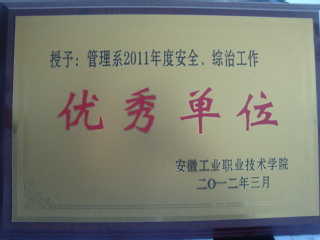 授予：管理系2011年度安全、综治工作
优秀单位
安徽工业职业技术学院
二〇一二年三月